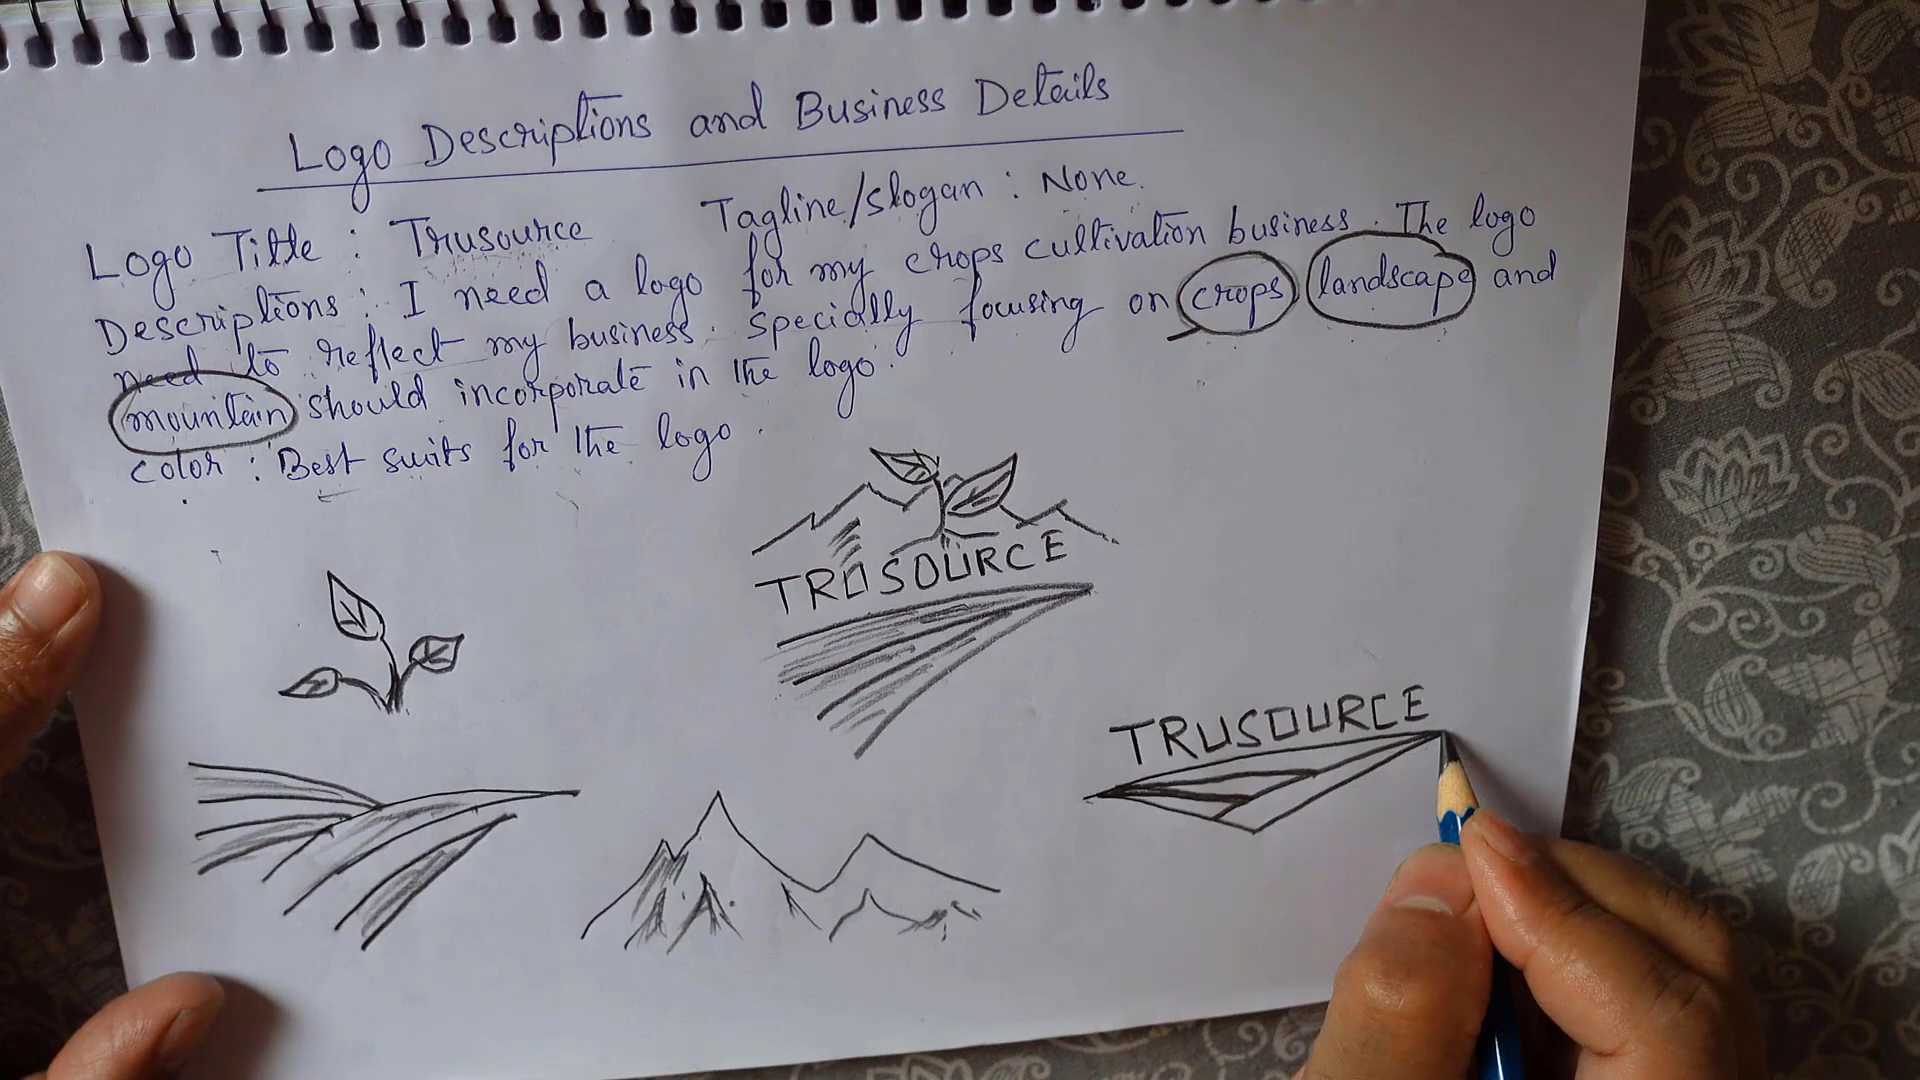 Logo Descriptions and Business Details
Logo Title : Trusource Tagline/slogan : None.
Descriptions : I need a logo for my crops cultivation business. The logo
need to reflect my business. specially focusing on crops landscape and
mountain should incorporate in the logo.
color : Best suits for the logo.
TRUSOURCE
TRUSOURCE